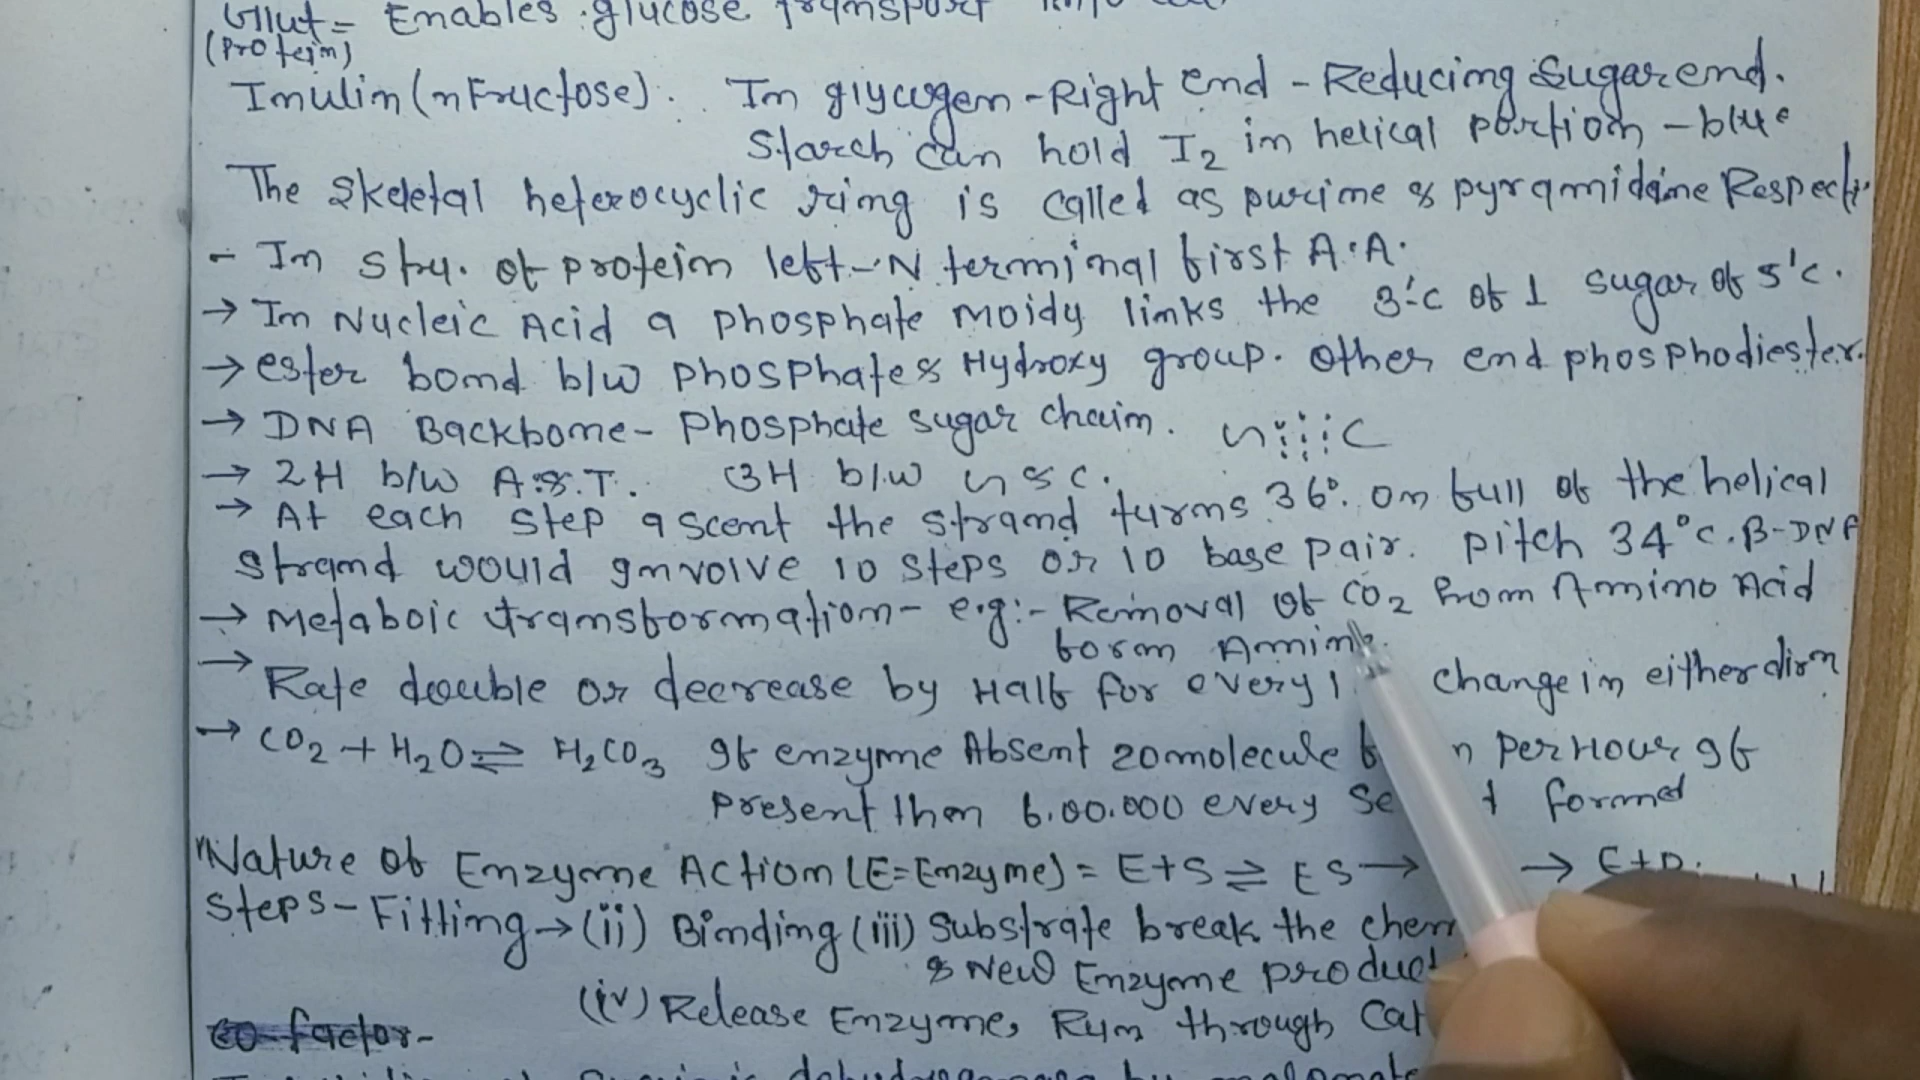 Glut = Enables glucose transport into
(Protein)
Inulin (n Fructose). In glycogen - Right end - Reducing Sugar end.
Starch can hold I2 in helical portion - blue
The Skeletal heterocyclic ring is called as purine & pyramidine Respecti
- In stru. of protein left - N terminal first A.A.
→ In Nucleic Acid a phosphate moidy links the 3'-C of 1 sugar of 5'C.
→ ester bond b/w phosphate & Hydroxy group. Other end phosphodiester.
→ DNA Backbone - phosphate sugar chain. G⋮⋮⋮C
→ 2H b/w A & T. 3H b/w G & C.
→ At each step ascent the strand turns 36°. On full of the helical
strand would involve 10 steps or 10 base pair. pitch 34°C. B-DNA
→ Metaboic transformation - e.g:- Removal of CO2 from Amino Acid
form Amine.
→ Rate double or decrease by Half for every 1 change in either dirn
→ CO2 + H2O ⇌ H2CO3 If enzyme Absent 20 molecule per Hour If
present then 6,00.000 every formed
"Nature of Enzyme Action (E=Enzyme) = E+S ⇌ ES → → E+P.
Steps - Fitting → (ii) Binding (iii) Substrate break the
& New Enzyme product
(iv) Release Enzyme, Run through
Co factor -
dehydrogenase by